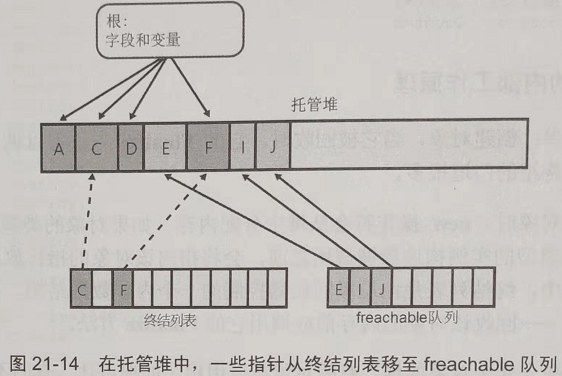 根:
字段和变量
托管堆
A C D E F I J
C F
E I J
终结列表
freachable队列
图 21-14 在托管堆中，一些指针从终结列表移至 freachable 队列